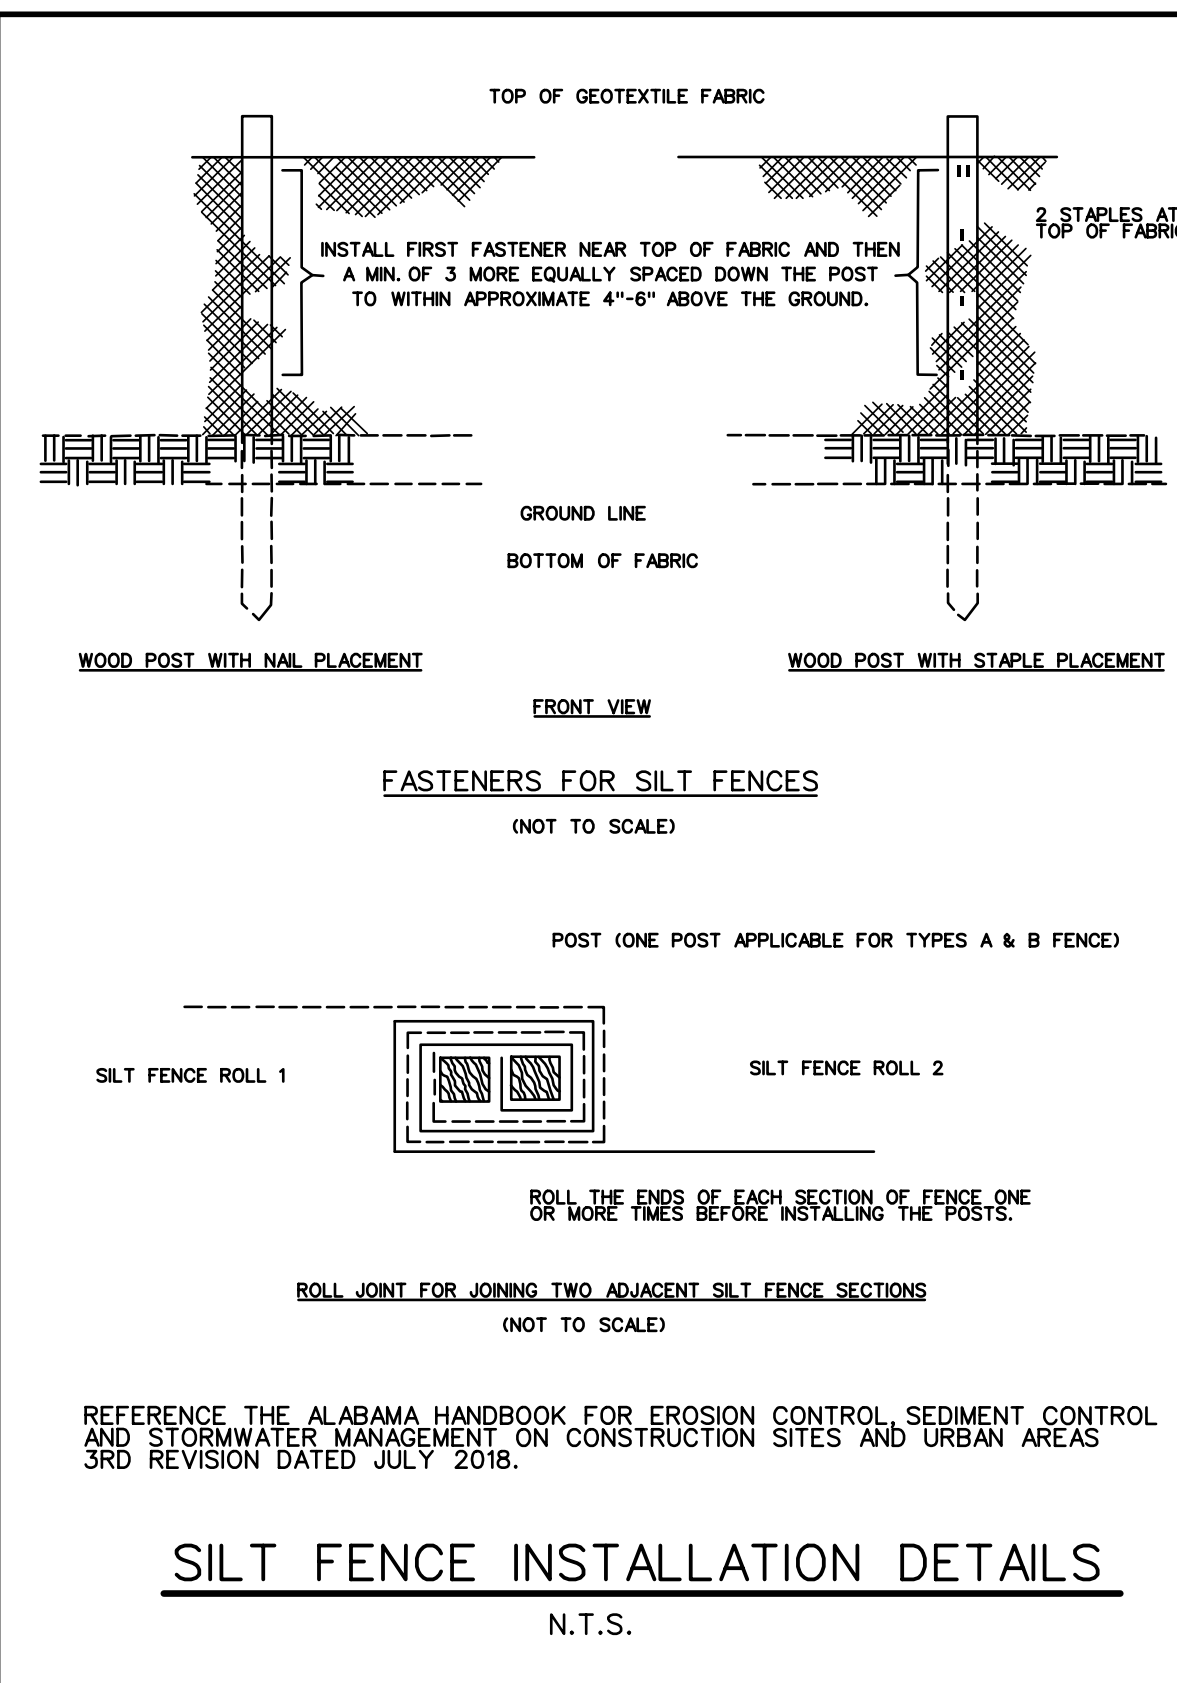 TOP OF GEOTEXTILE FABRIC
2 STAPLES AT
TOP OF
INSTALL FIRST FASTENER NEAR TOP OF FABRIC AND THEN
A MIN. OF 3 MORE EQUALLY SPACED DOWN THE POST
TO WITHIN APPROXIMATE 4"-6" ABOVE THE GROUND.
GROUND LINE
BOTTOM OF FABRIC
WOOD POST WITH NAIL PLACEMENT
WOOD POST WITH STAPLE PLACEMENT
FRONT VIEW
FASTENERS FOR SILT FENCES
(NOT TO SCALE)
POST (ONE POST APPLICABLE FOR TYPES A & B FENCE)
SILT FENCE ROLL 1
SILT FENCE ROLL 2
ROLL THE ENDS OF EACH SECTION OF FENCE ONE
OR MORE TIMES BEFORE INSTALLING THE POSTS.
ROLL JOINT FOR JOINING TWO ADJACENT SILT FENCE SECTIONS
(NOT TO SCALE)
REFERENCE THE ALABAMA HANDBOOK FOR EROSION CONTROL, SEDIMENT CONTROL
AND STORMWATER MANAGEMENT ON CONSTRUCTION SITES AND URBAN AREAS
3RD REVISION DATED JULY 2018.
SILT FENCE INSTALLATION DETAILS
N.T.S.